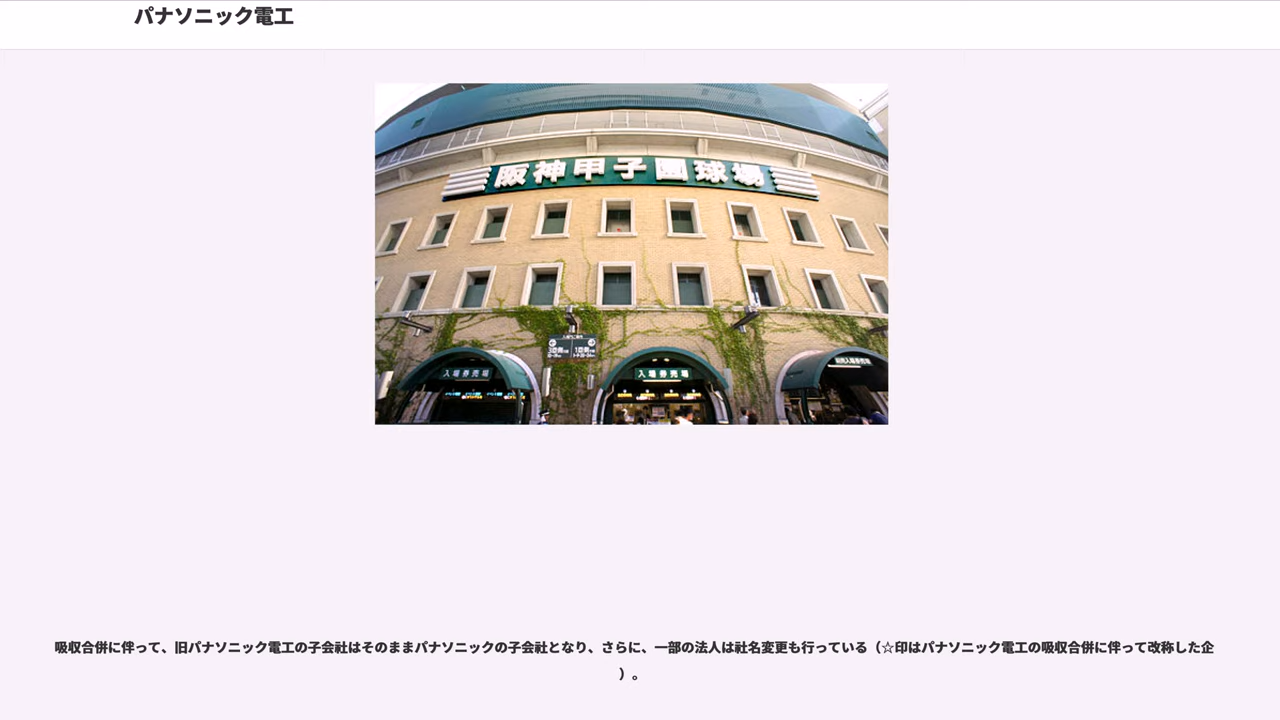 パナソニック電工
阪神甲子園球場
入場券売場
入場券売場
吸収合併に伴って、旧パナソニック電工の子会社はそのままパナソニックの子会社となり、さらに、一部の法人は社名変更も行っている（☆印はパナソニック電工の吸収合併に伴って改称した企
）。